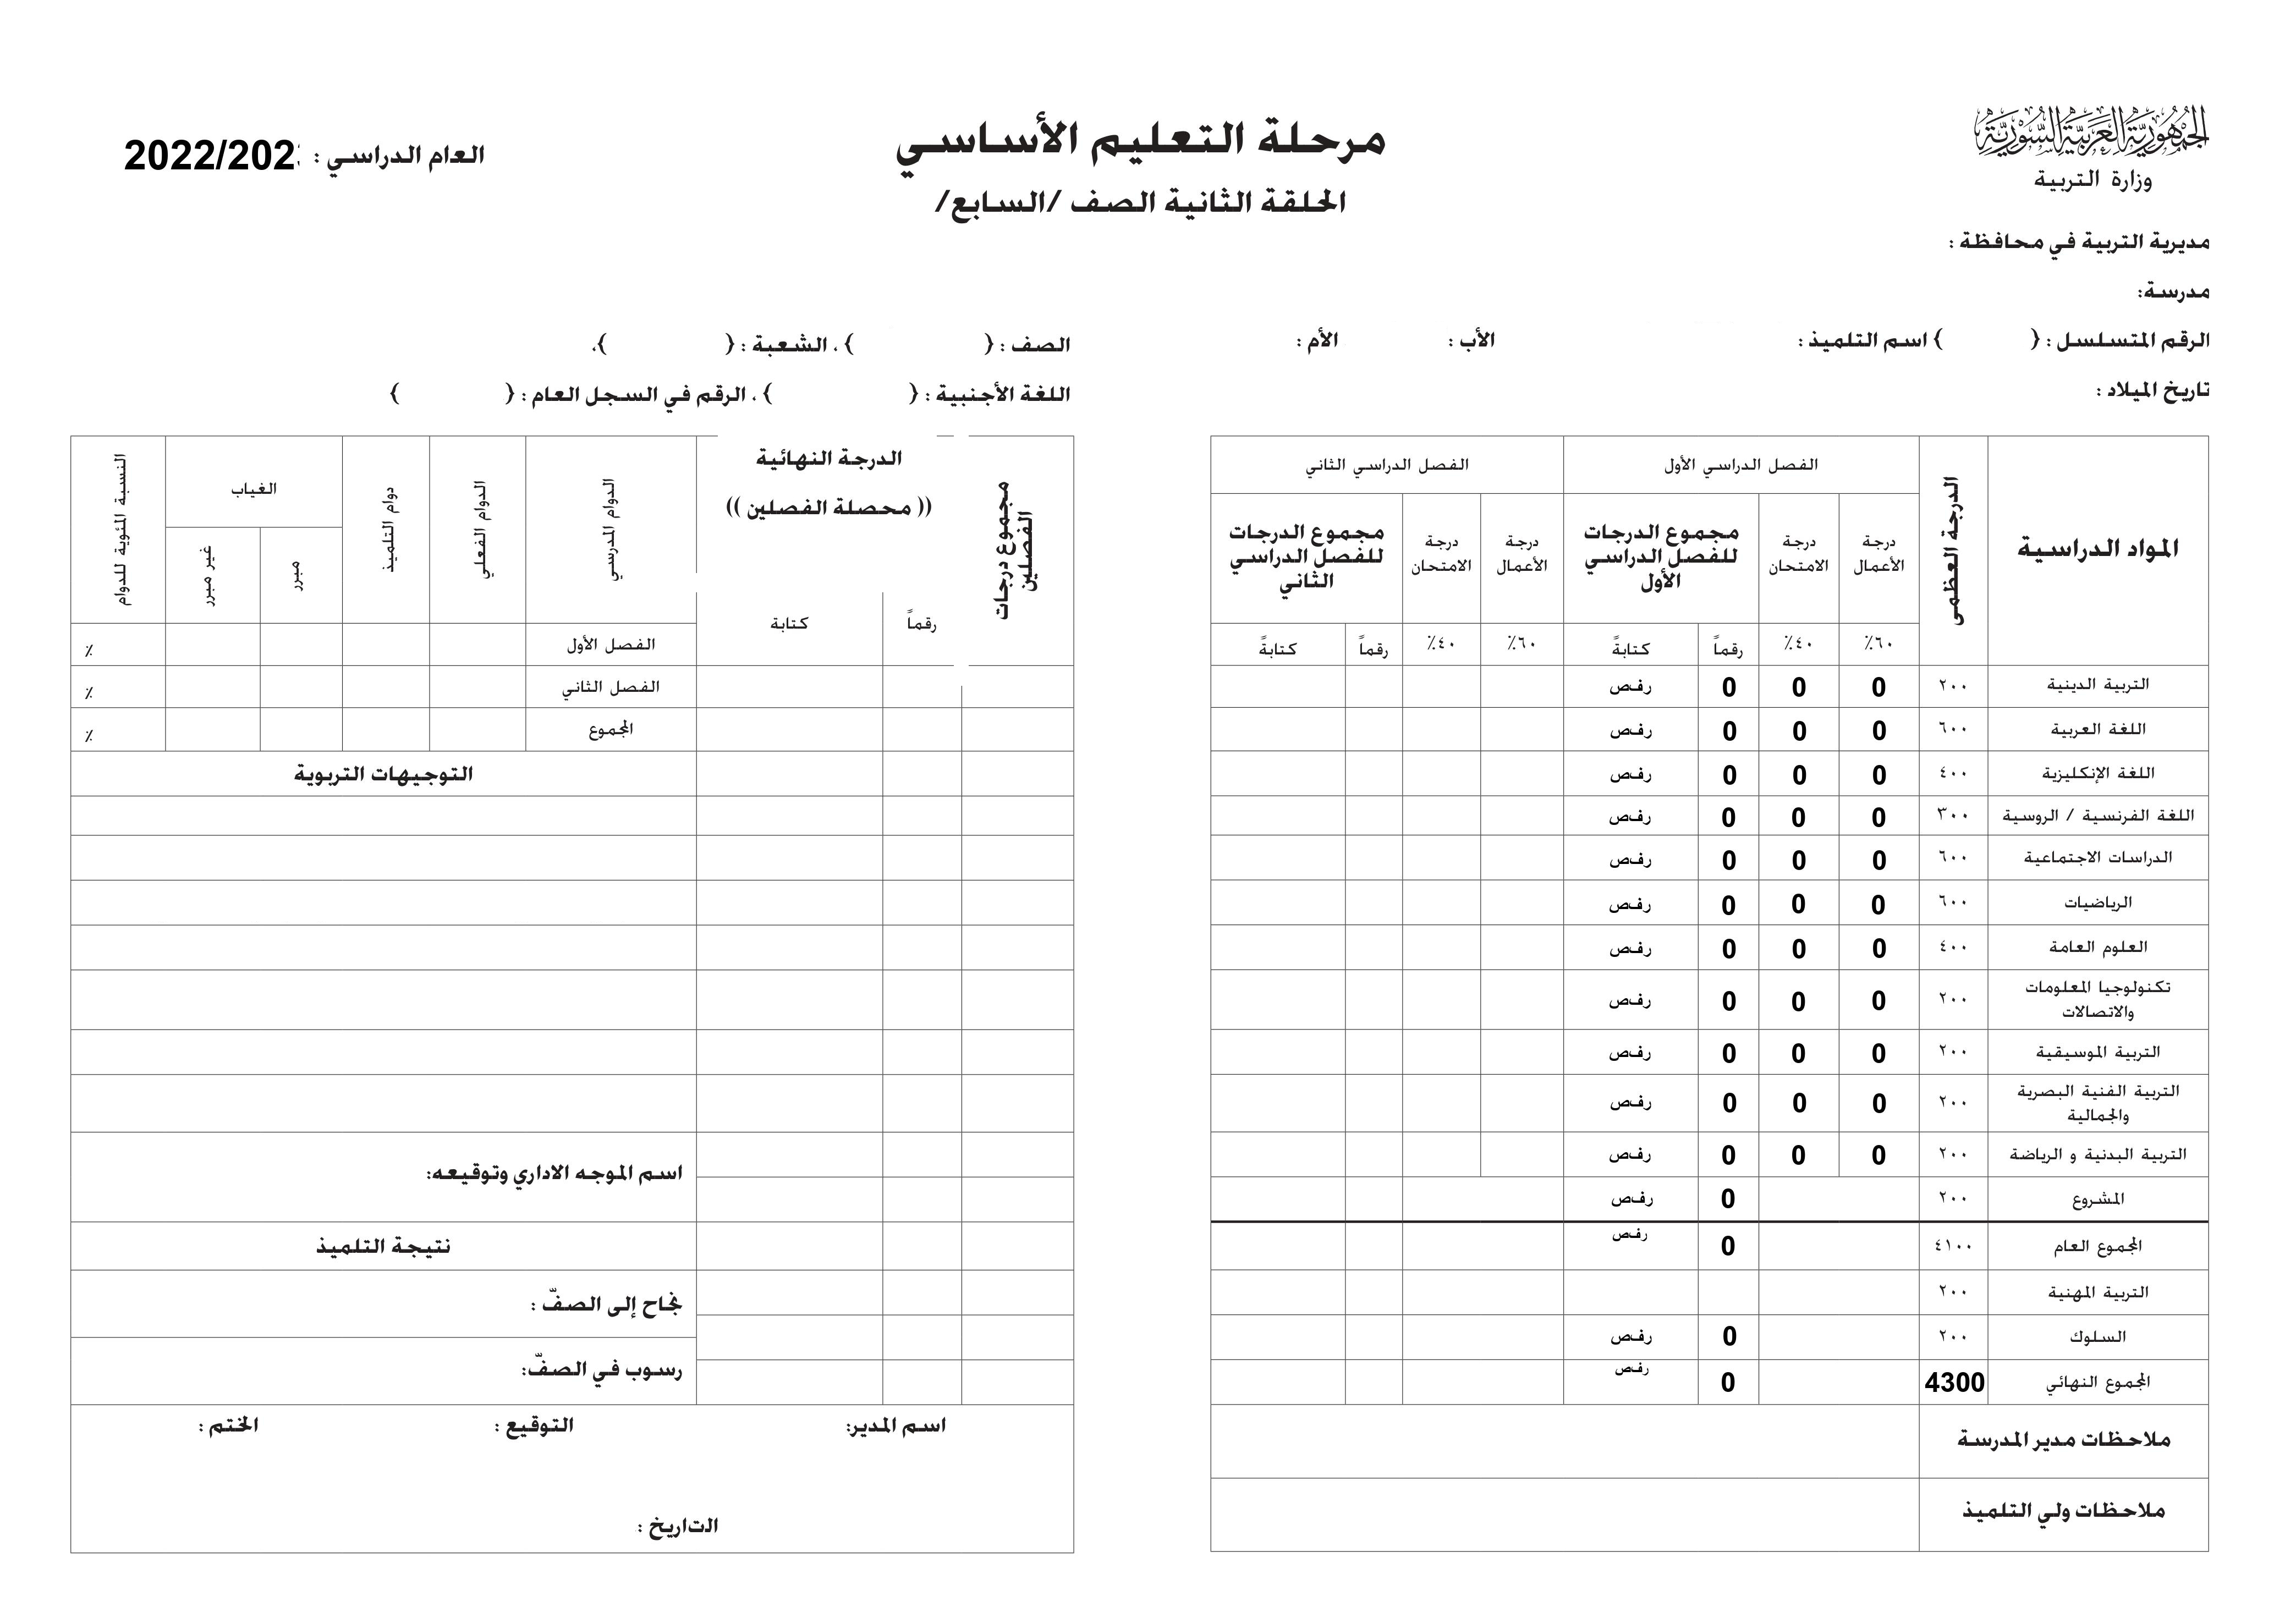 الجمهورية العربية السورية
وزارة التربية
مرحلة التعليم الأساسي
الحلقة الثانية الصف /السابع/
العام الدراسي : 2022/202
مديرية التربية في محافظة :
مدرسة:
الرقم المتسلسل : ( ) اسم التلميذ : الأب : الأم :
تاريخ الميلاد :
الصف : ( ) ، الشعبة : ( )،
اللغة الأجنبية : ( ) ، الرقم في السجل العام : ( )
المواد الدراسية الدرجة العظمى الفصل الدراسي الأول الفصل الدراسي الثاني
درجة الأعمال درجة الامتحان مجموع الدرجات للفصل الدراسي الأول درجة الأعمال درجة الامتحان مجموع الدرجات للفصل الدراسي الثاني
٦٠٪ ٤٠٪ رقماً كتابةً ٦٠٪ ٤٠٪ رقماً كتابةً
التربية الدينية ٢٠٠ 0 0 0 رفص
اللغة العربية ٦٠٠ 0 0 0 رفص
اللغة الإنكليزية ٤٠٠ 0 0 0 رفص
اللغة الفرنسية / الروسية ٣٠٠ 0 0 0 رفص
الدراسات الاجتماعية ٦٠٠ 0 0 0 رفص
الرياضيات ٦٠٠ 0 0 0 رفص
العلوم العامة ٤٠٠ 0 0 0 رفص
تكنولوجيا المعلومات
والاتصالات ٢٠٠ 0 0 0 رفص
التربية الموسيقية ٢٠٠ 0 0 0 رفص
التربية الفنية البصرية
والجمالية ٢٠٠ 0 0 0 رفص
التربية البدنية و الرياضة ٢٠٠ 0 0 0 رفص
المشروع ٢٠٠ 0 رفص
المجموع العام ٤١٠٠ 0 رفص
التربية المهنية ٢٠٠
السلوك ٢٠٠ 0 رفص
المجموع النهائي 4300 0 رفص
ملاحظات مدير المدرسة
ملاحظات ولي التلميذ
مجموع درجات الفصلين
الدرجة النهائية
(( محصلة الفصلين ))
رقماً كتابة
الدوام المدرسي الدوام الفعلي دوام التلميذ الغياب النسبة المئوية للدوام
مبرر غير مبرر
الفصل الأول ٪
الفصل الثاني ٪
المجموع ٪
التوجيهات التربوية
اسم الموجه الاداري وتوقيعه:
نتيجة التلميذ
نجاح إلى الصفّ :
رسوب في الصفّ:
اسم المدير: التوقيع : الختم :
التاريخ :